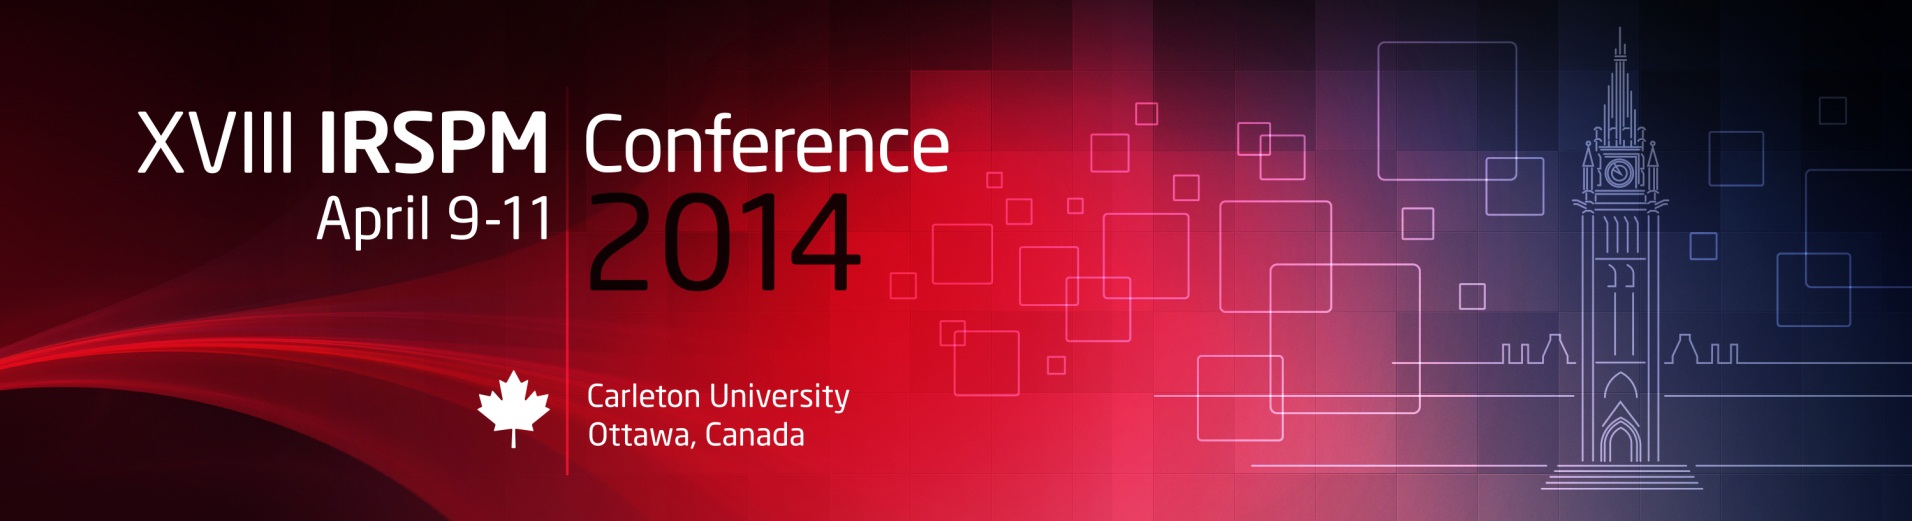 XVIII IRSPM Conference
April 9-11 2014
Carleton University
Ottawa, Canada